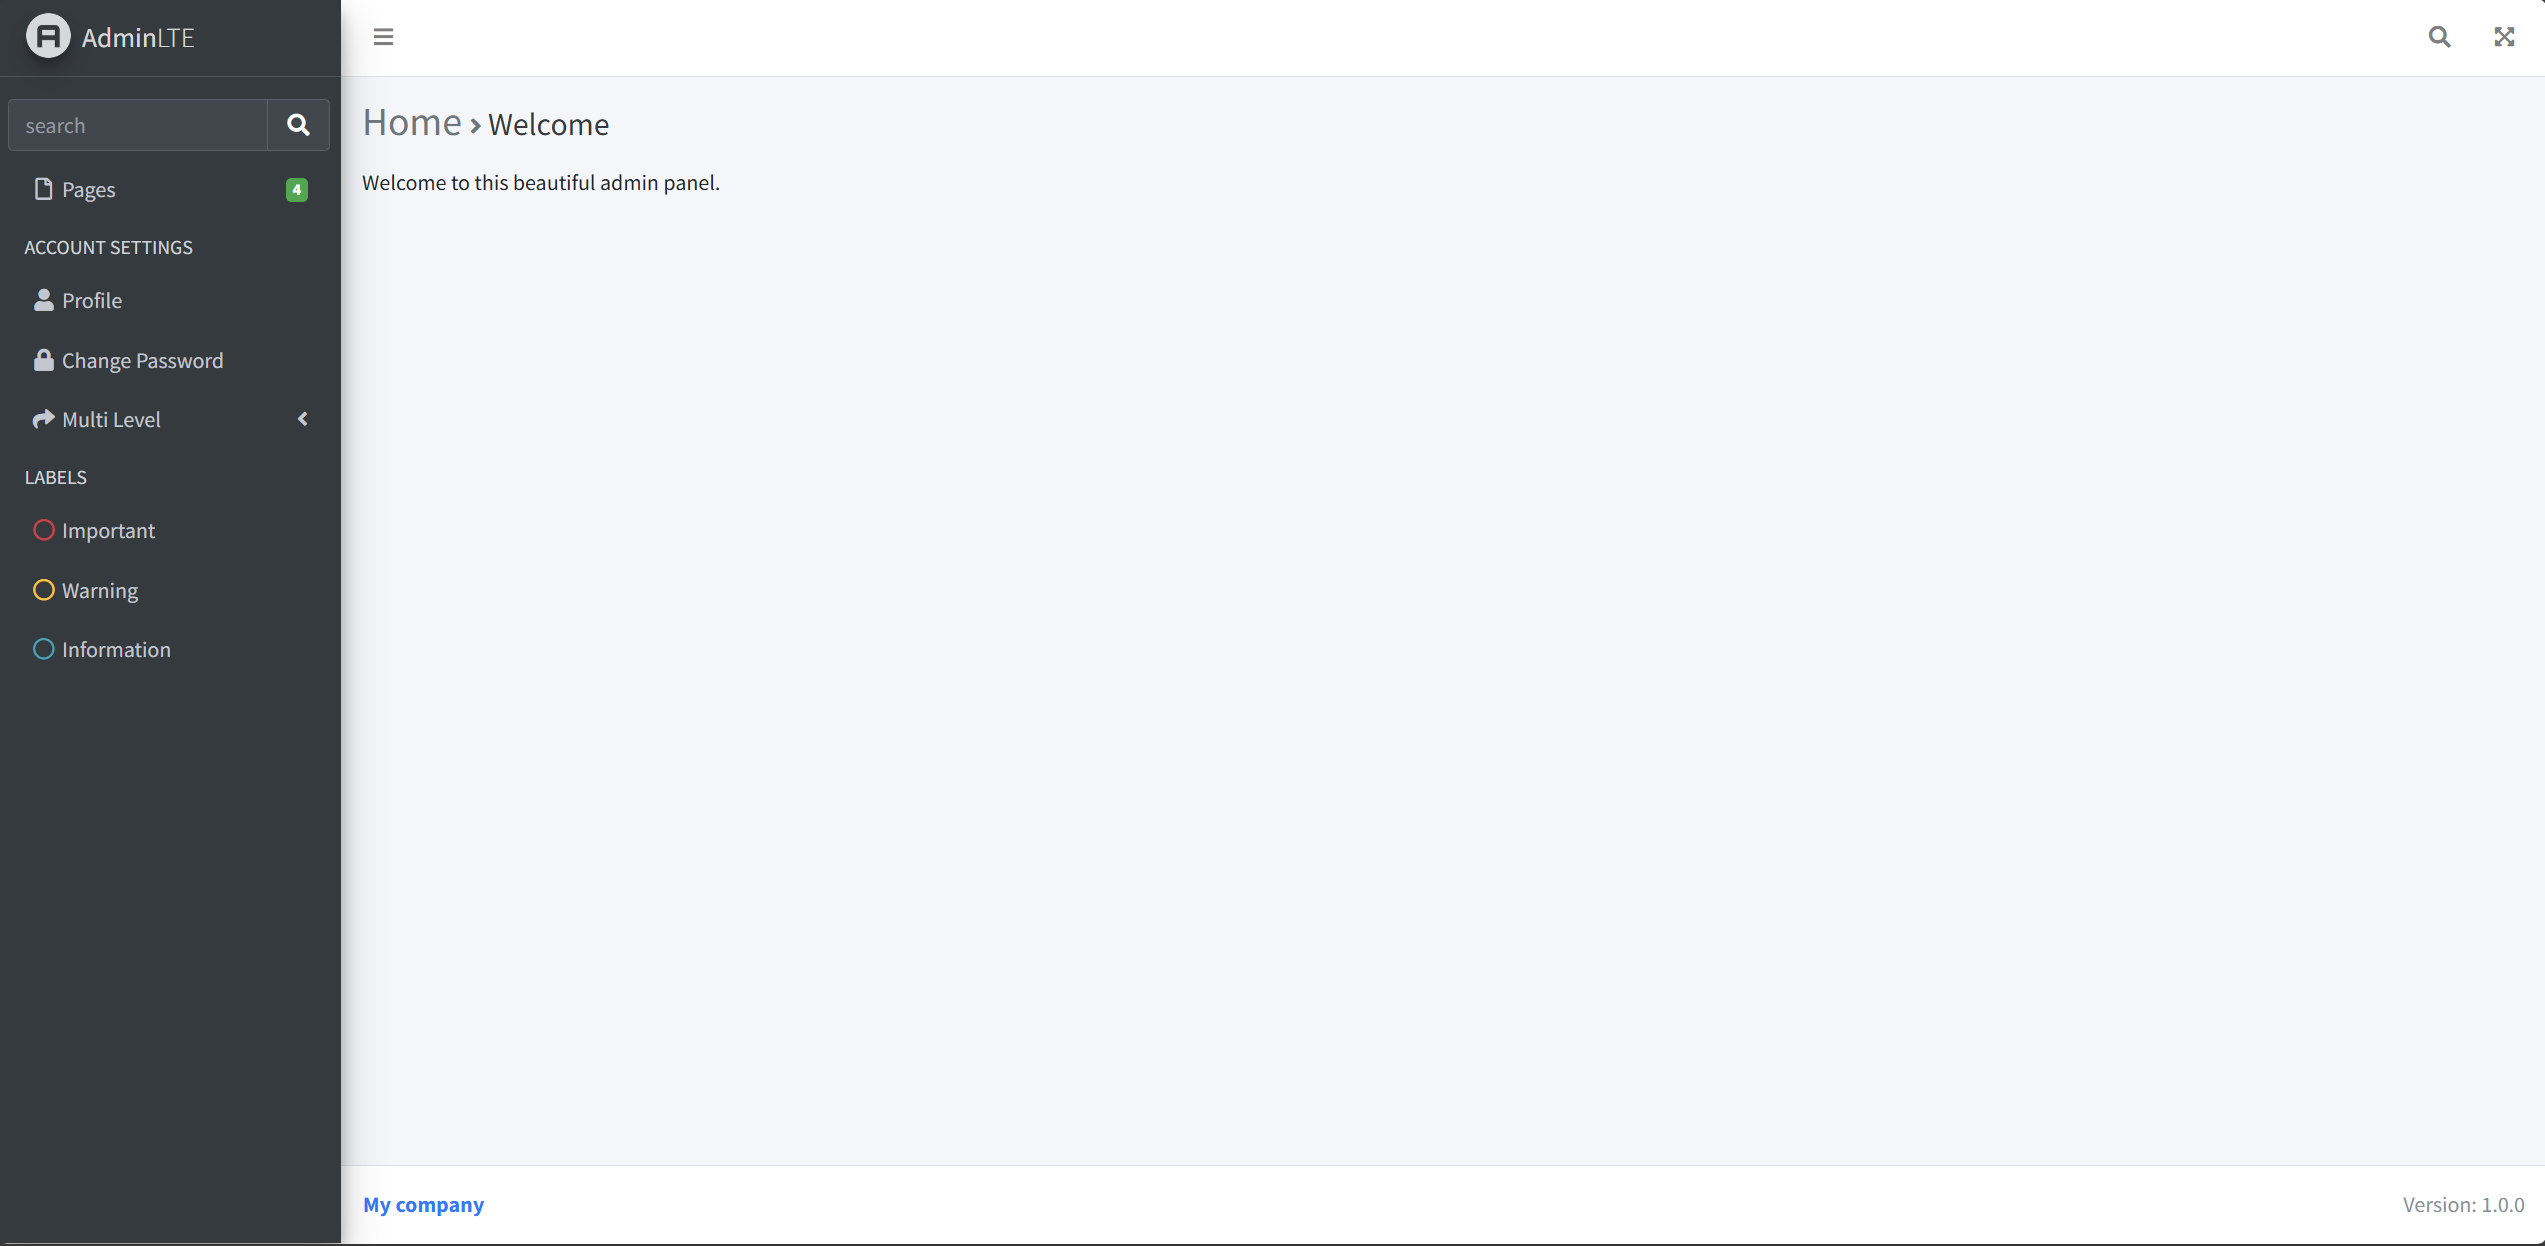 AdminLTE
search
Pages 4
ACCOUNT SETTINGS
Profile
Change Password
Multi Level
LABELS
Important
Warning
Information
Home > Welcome
Welcome to this beautiful admin panel.
My company
Version: 1.0.0